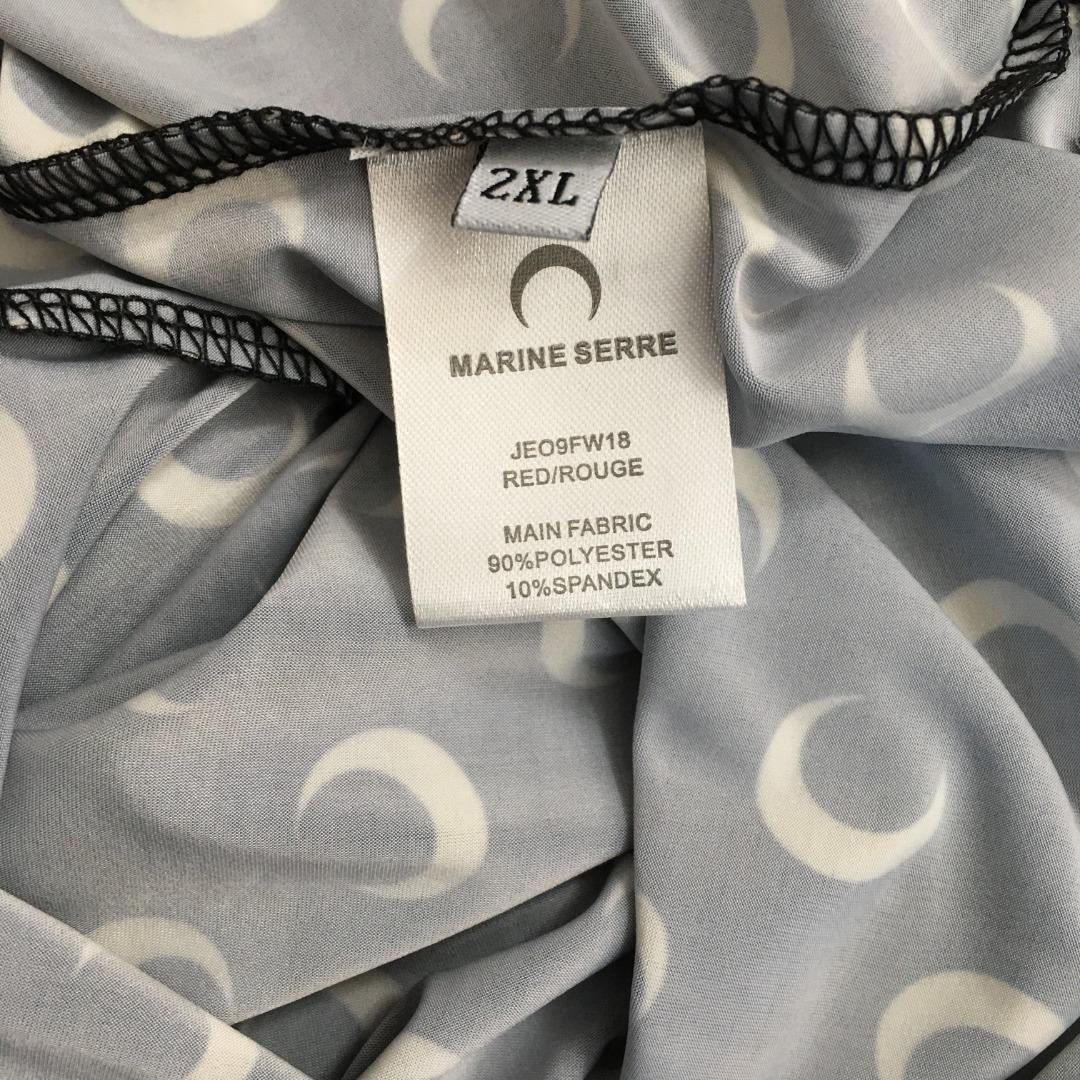 2XL
MARINE SERRE
JEO9FW18
RED/ROUGE
MAIN FABRIC
90%POLYESTER
10%SPANDEX